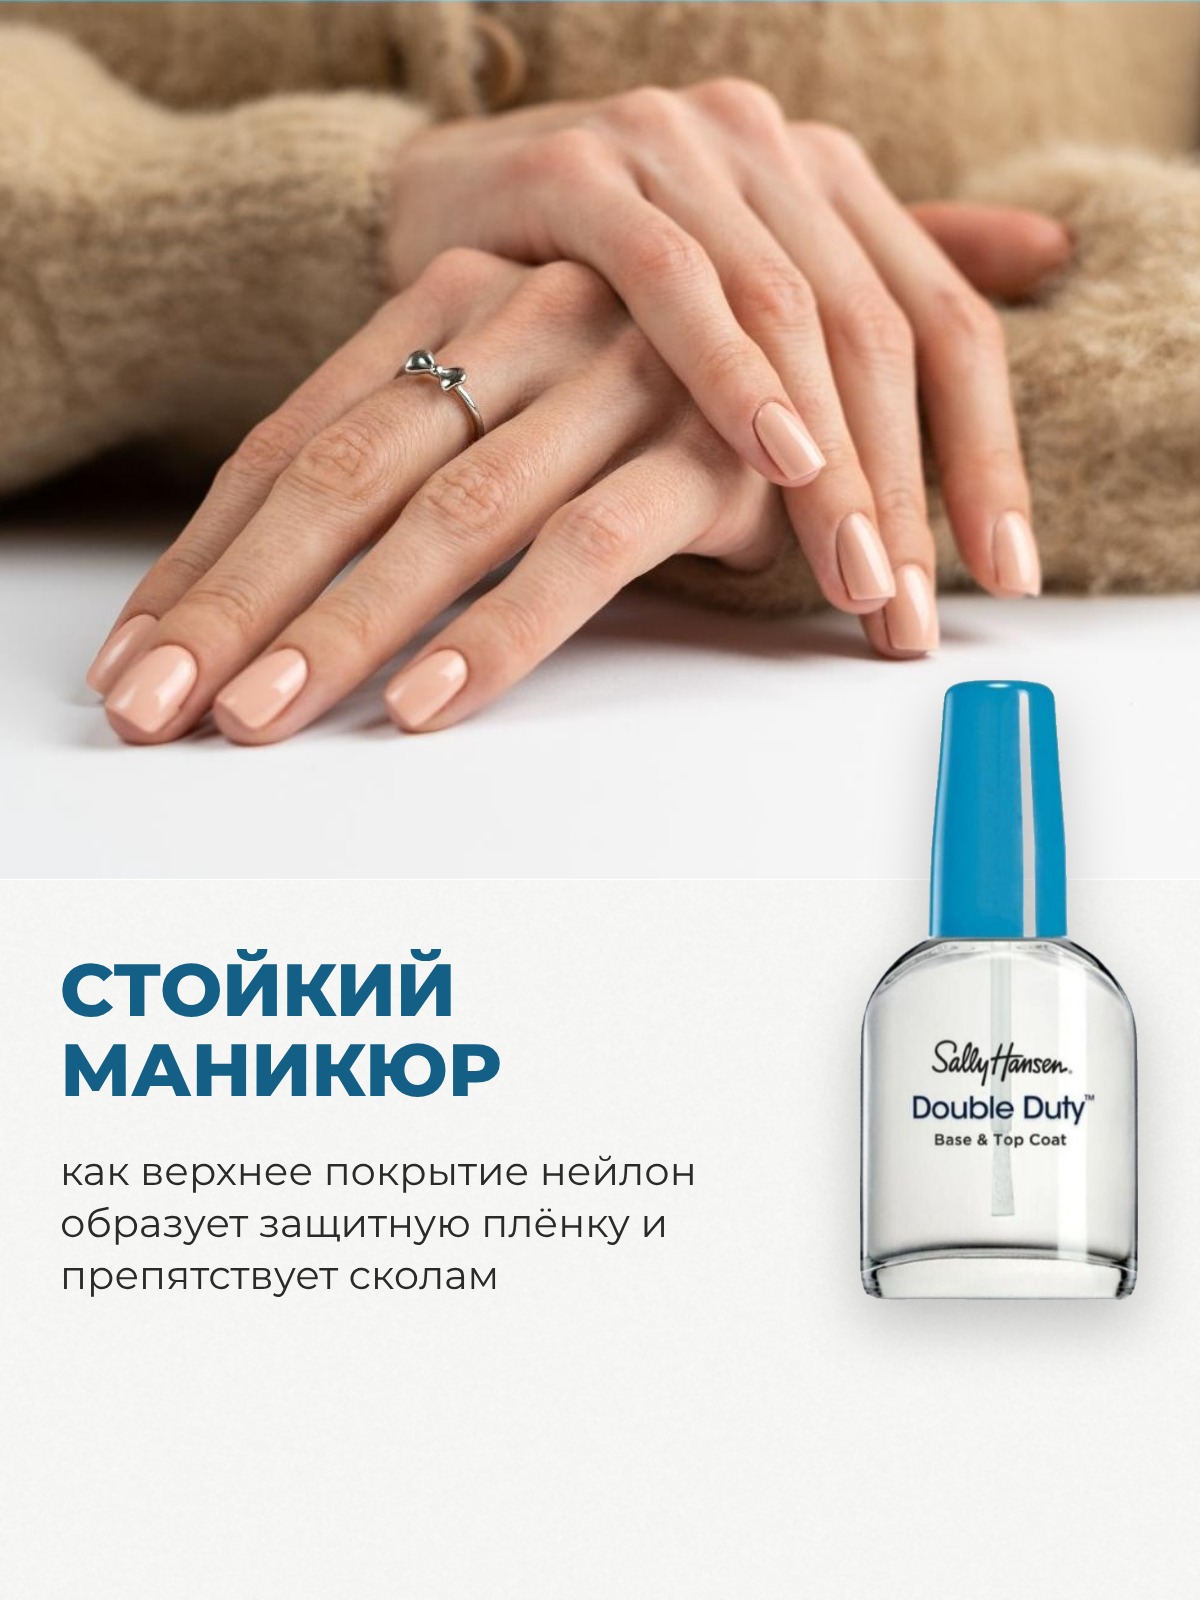 СТОЙКИЙ
МАНИКЮР
как верхнее покрытие нейлон
образует защитную плёнку и
препятствует сколам
Sally Hansen®
Double Duty™
Base & Top Coat